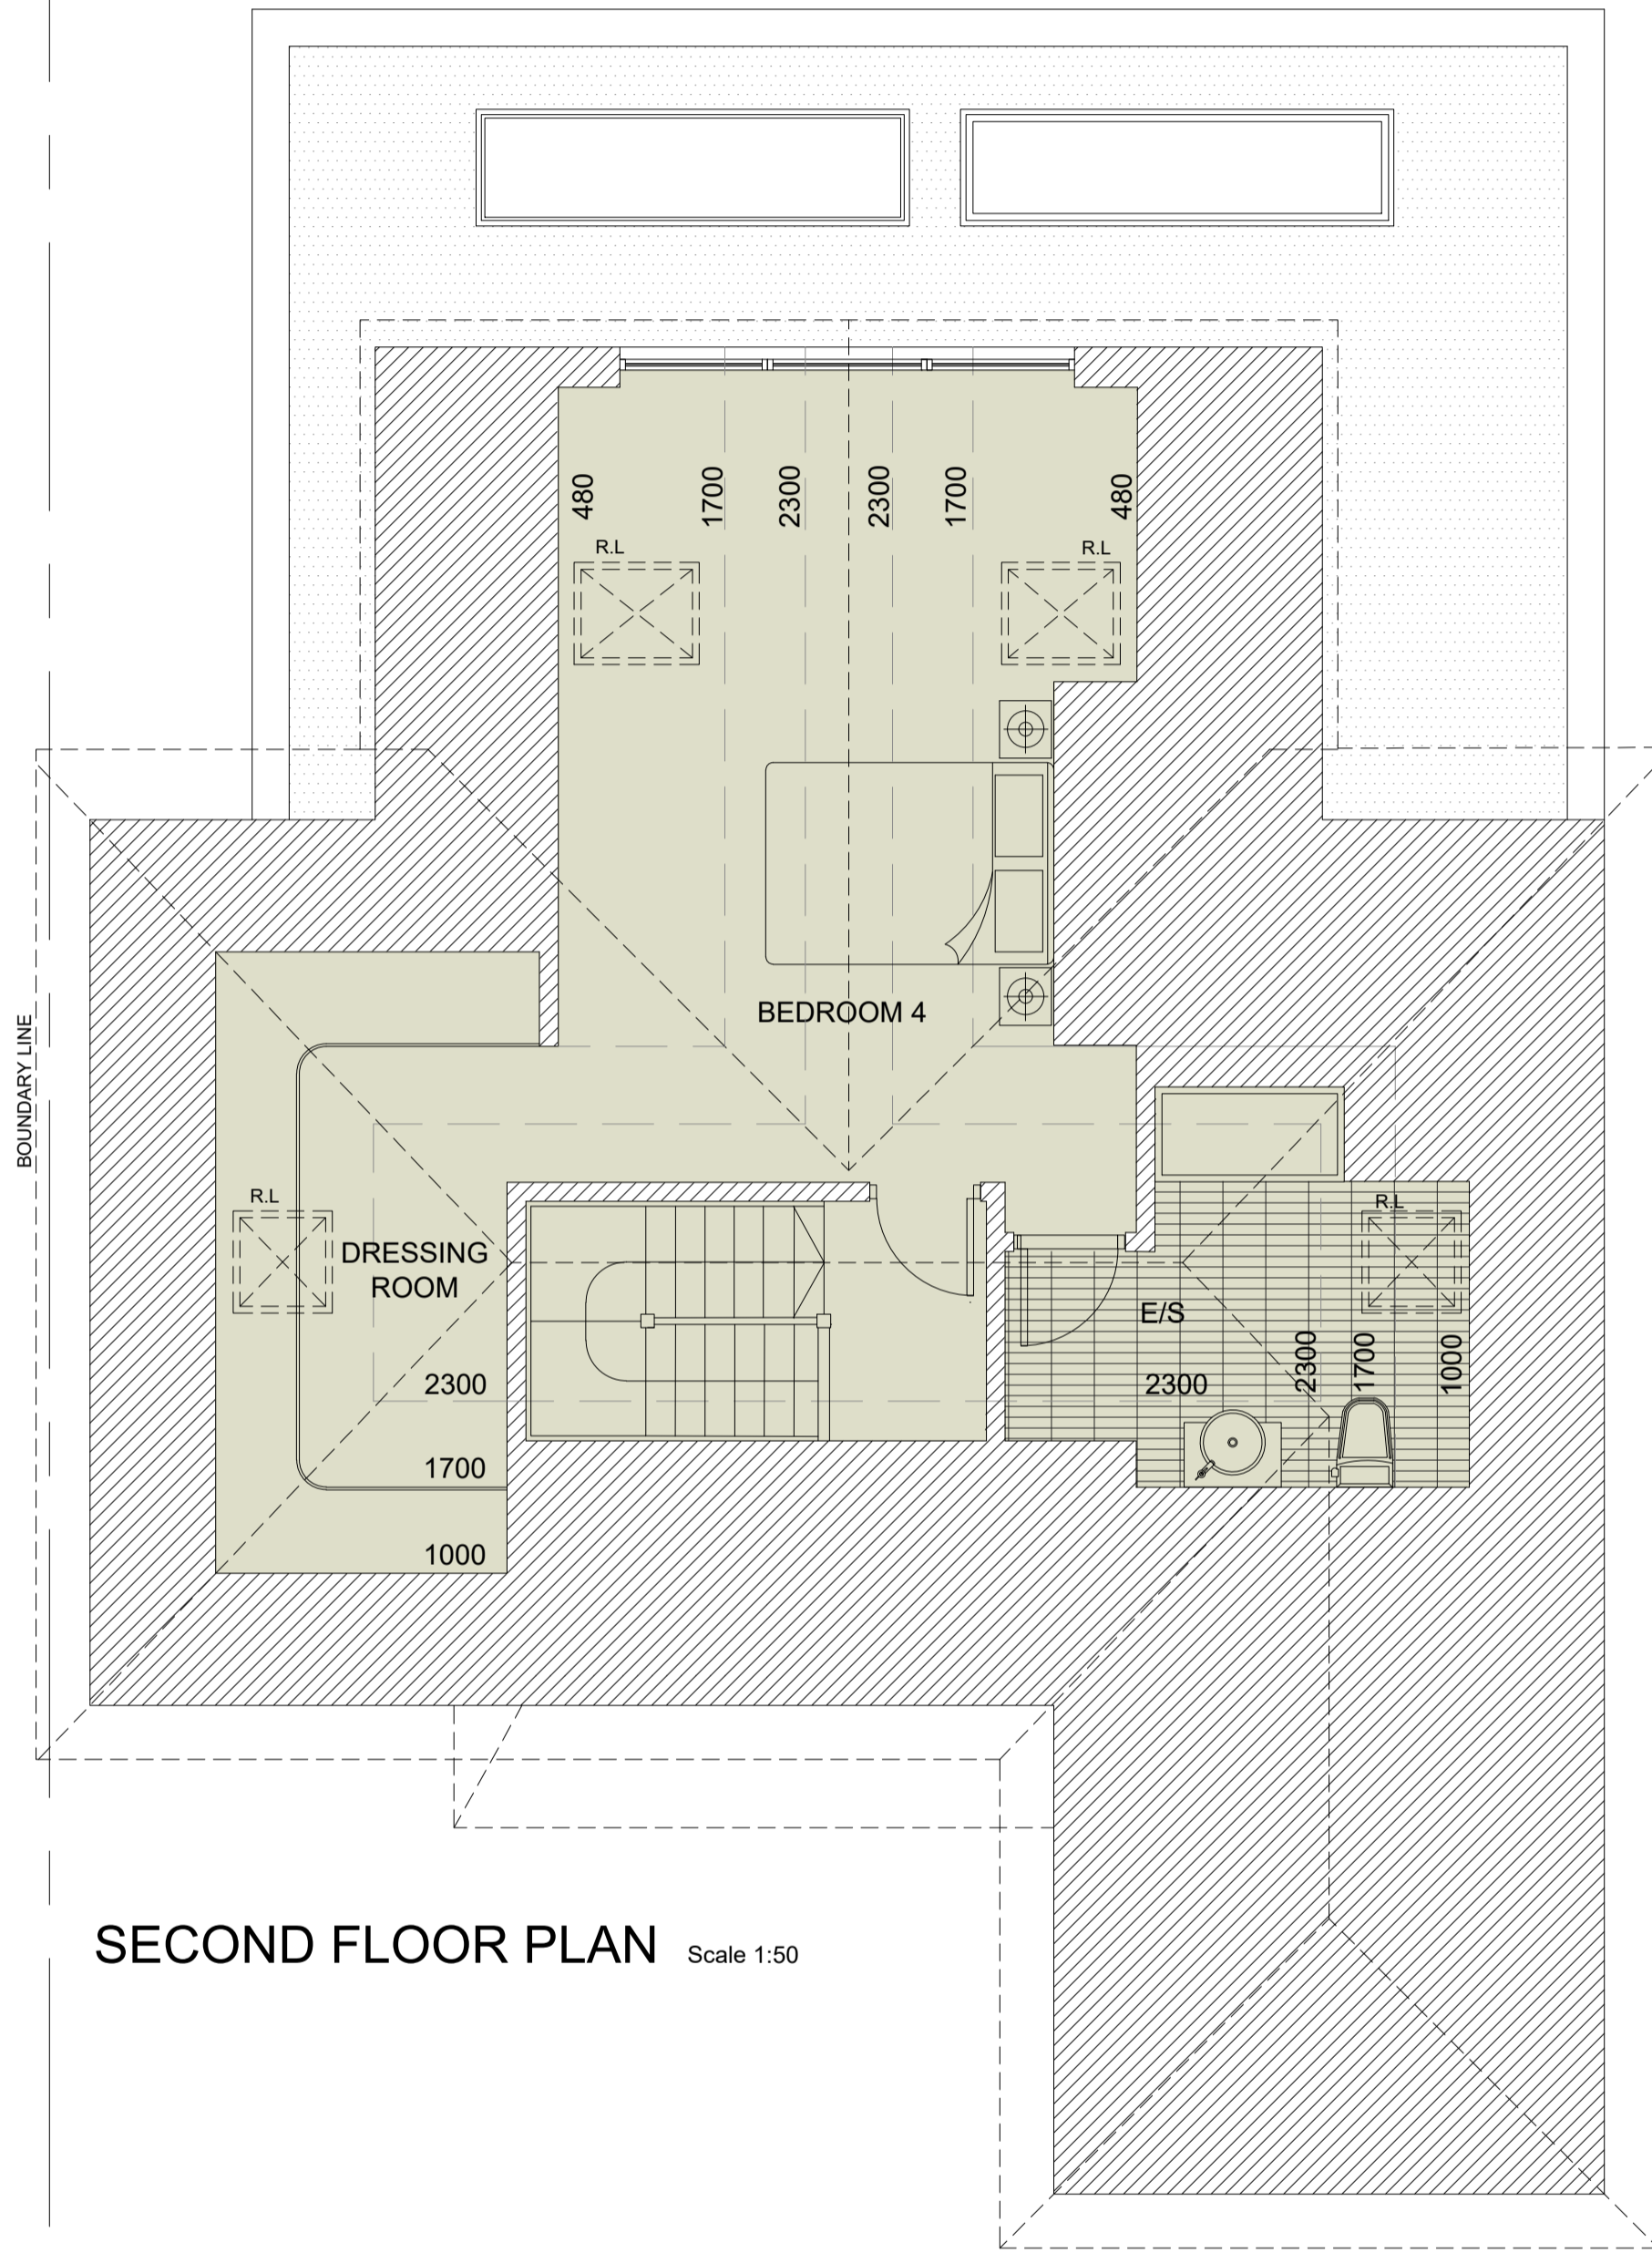 480
1700
2300
2300
1700
480
R.L
R.L
BEDROOM 4
BOUNDARY LINE
R.L
DRESSING
ROOM
R.L
E/S
2300
1700
1000
2300
2300
1700
1000
SECOND FLOOR PLAN Scale 1:50